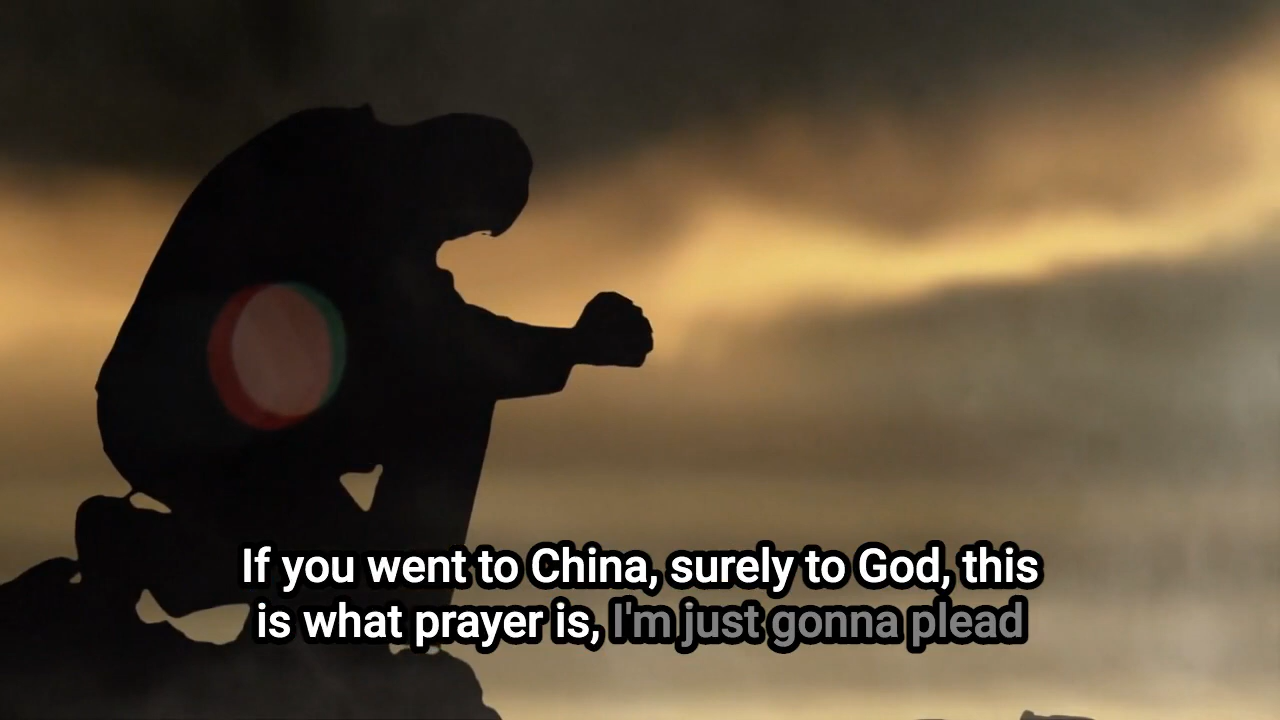 If you went to China, surely to God, this
is what prayer is, I'm just gonna plead